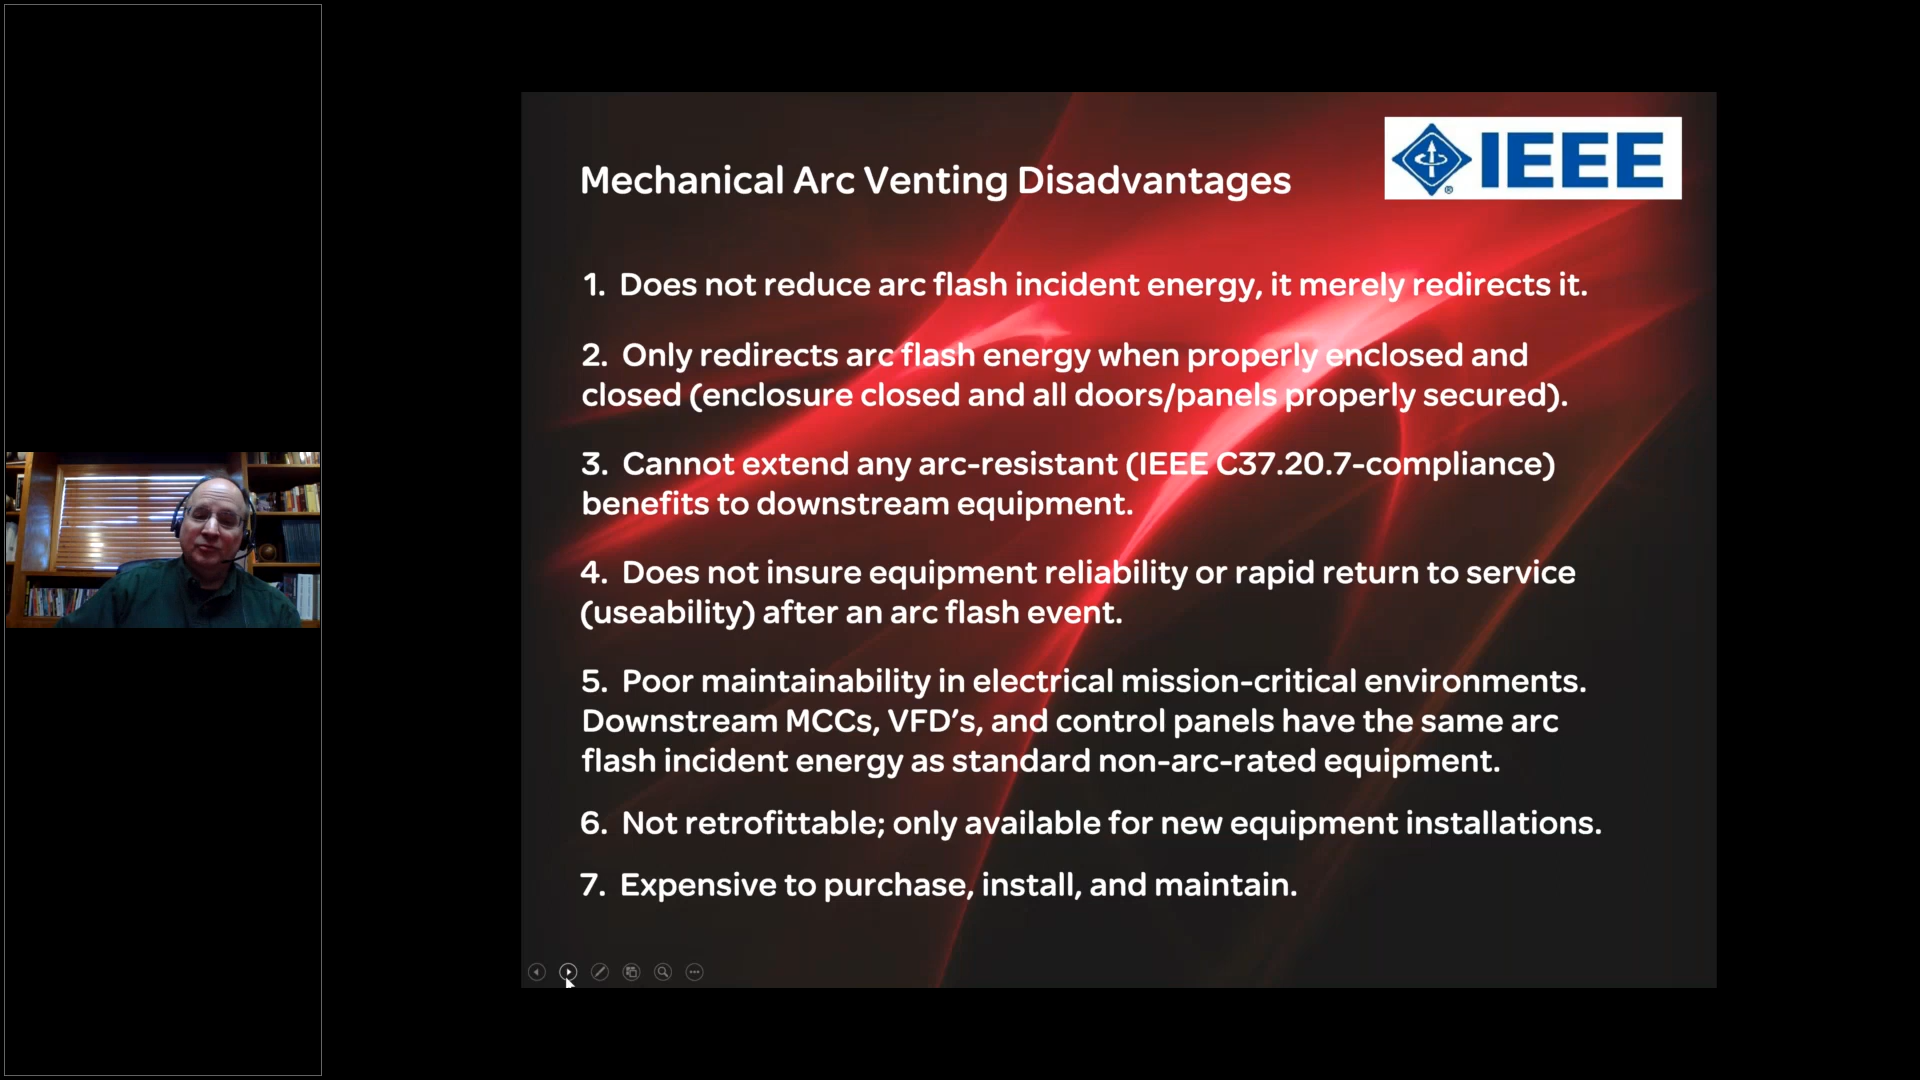 IEEE
Mechanical Arc Venting Disadvantages
1. Does not reduce arc flash incident energy, it merely redirects it.
2. Only redirects arc flash energy when properly enclosed and
closed (enclosure closed and all doors/panels properly secured).
3. Cannot extend any arc-resistant (IEEE C37.20.7-compliance)
benefits to downstream equipment.
4. Does not insure equipment reliability or rapid return to service
(useability) after an arc flash event.
5. Poor maintainability in electrical mission-critical environments.
Downstream MCCs, VFD’s, and control panels have the same arc
flash incident energy as standard non-arc-rated equipment.
6. Not retrofittable; only available for new equipment installations.
7. Expensive to purchase, install, and maintain.